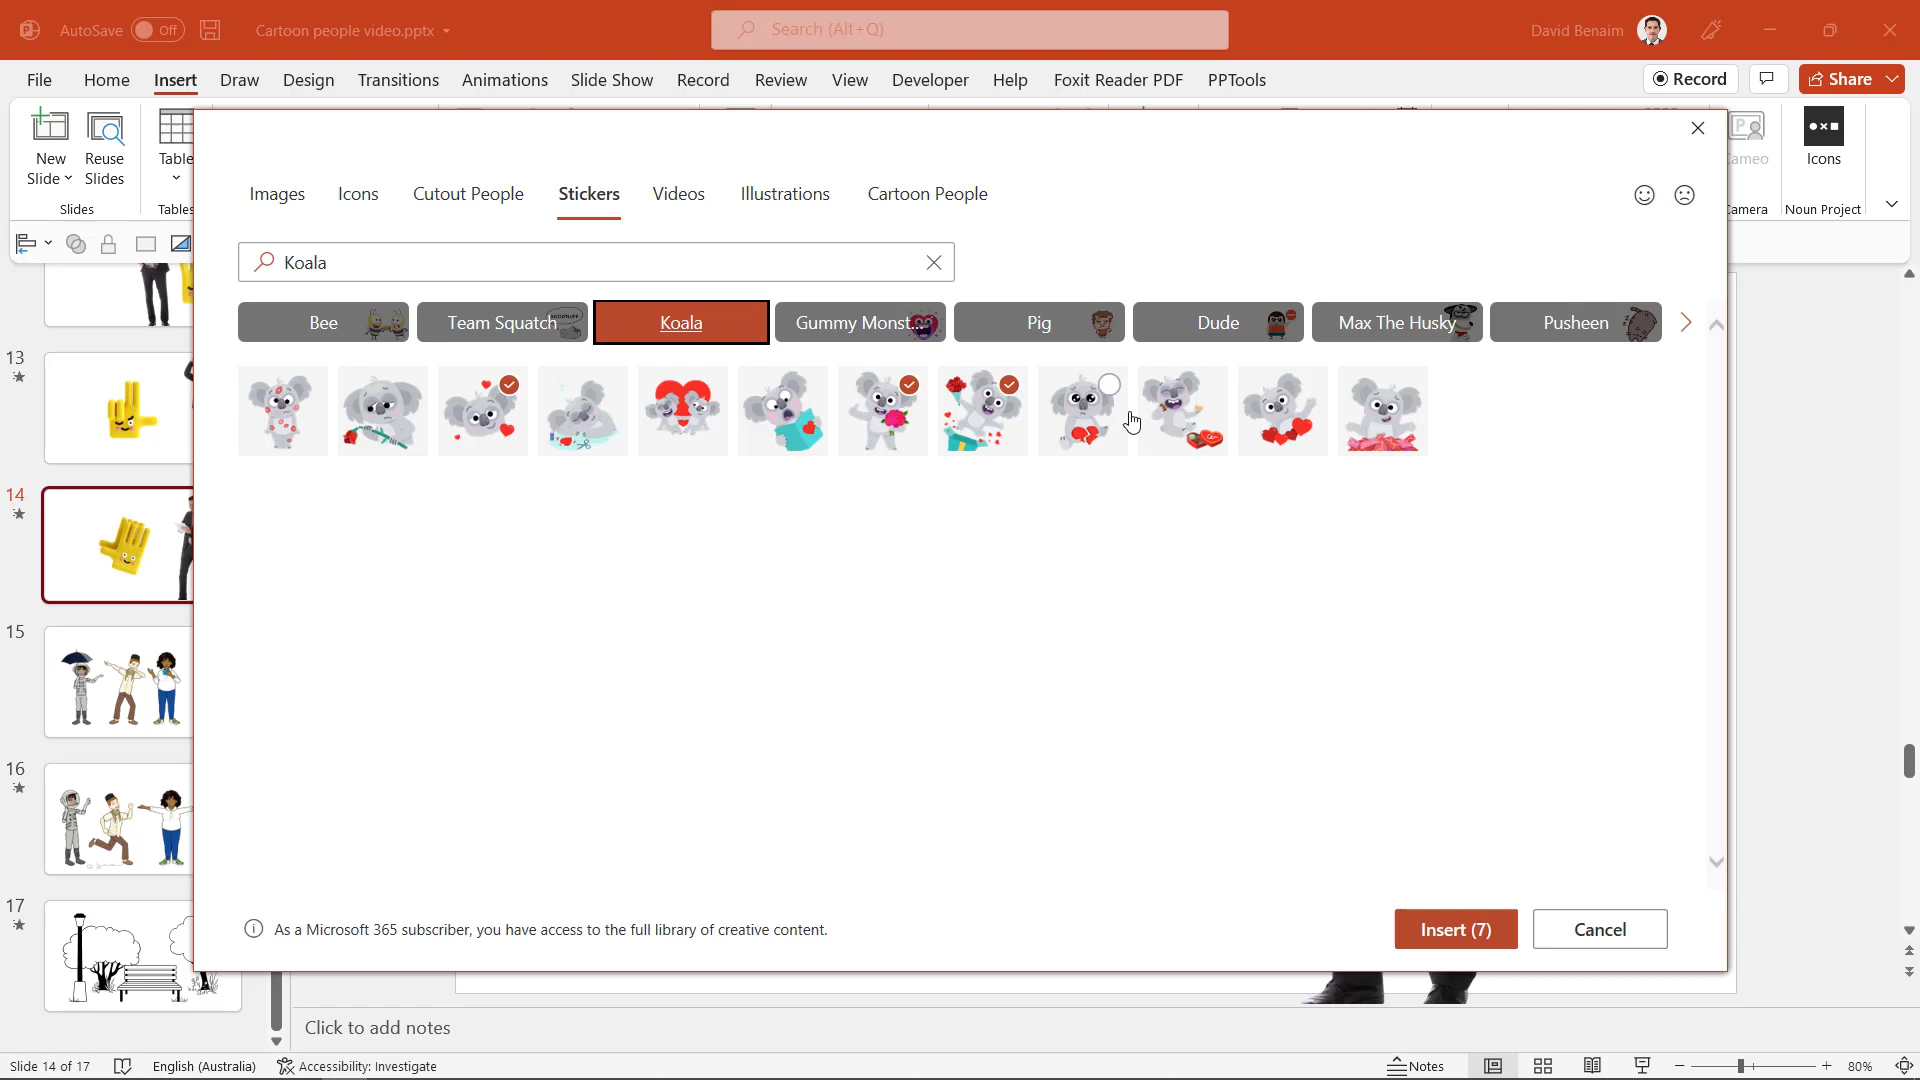 AutoSave Off Cartoon people video.pptx Search (Alt+Q) David Benaim
File Home Insert Draw Design Transitions Animations Slide Show Record Review View Developer Help Foxit Reader PDF PPTools Record Share
New Slide
Reuse Slides
Table
Slides
Tables
Cameo
Camera
Icons
Noun Project
Images Icons Cutout People Stickers Videos Illustrations Cartoon People
Koala
Bee Team Squatch Koala Gummy Monst... Pig Dude Max The Husky Pusheen
13
14
15
16
17
As a Microsoft 365 subscriber, you have access to the full library of creative content.
Insert (7) Cancel
Click to add notes
Slide 14 of 17 English (Australia) Accessibility: Investigate Notes 80%